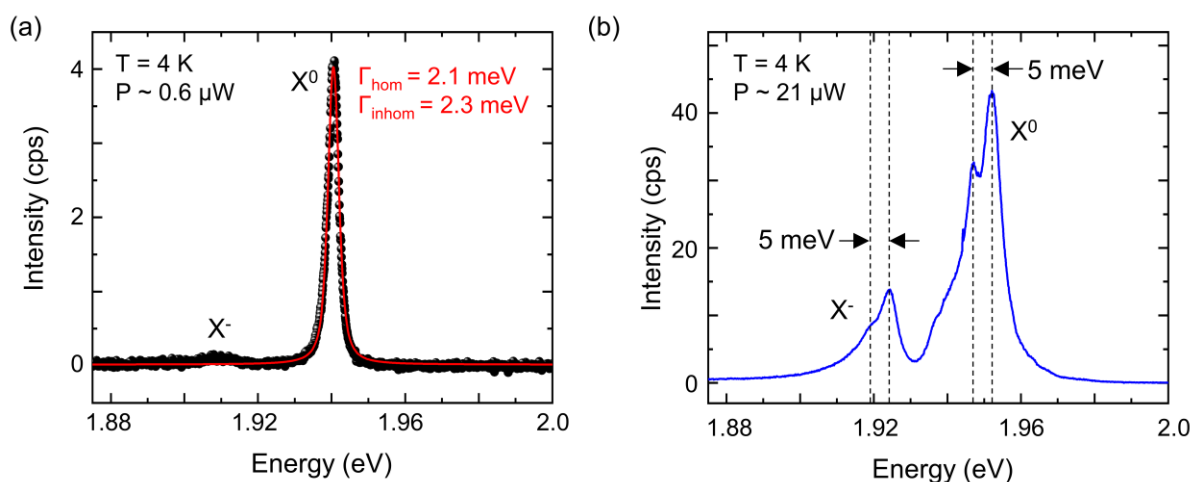 (a)
T = 4 K
P ~ 0.6 µW
X⁰
Γhom = 2.1 meV
Γinhom = 2.3 meV
X⁻
Intensity (cps)
4
2
0
1.88
1.92
1.96
2.0
Energy (eV)
(b)
T = 4 K
P ~ 21 µW
5 meV
X⁰
5 meV
X⁻
Intensity (cps)
40
20
0
1.88
1.92
1.96
2.0
Energy (eV)